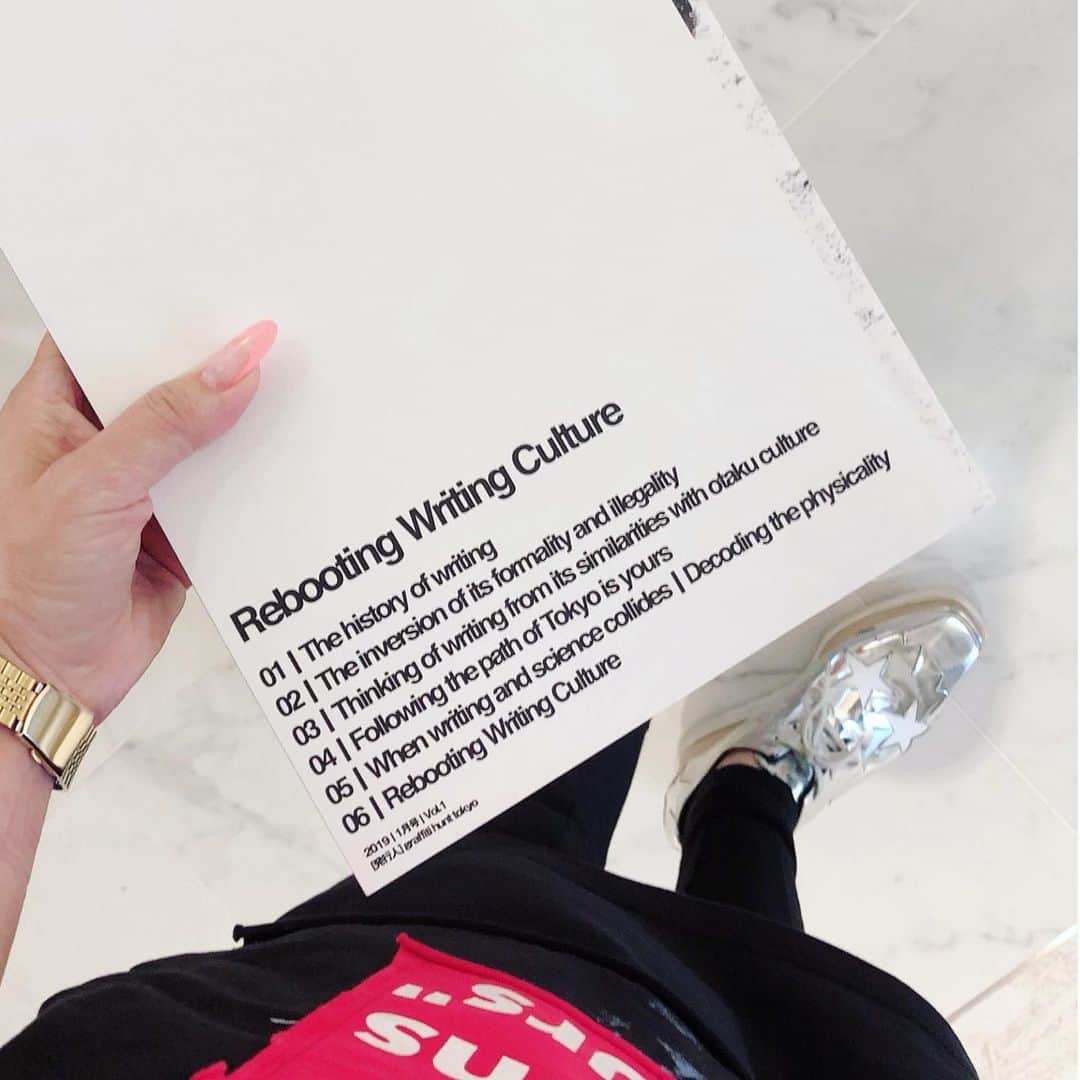 Rebooting Writing Culture
01 | The history of writing
02 | The inversion of its formality and illegality
03 | Thinking of writing from its similarities with otaku culture
04 | Following the path of Tokyo is yours
05 | When writing and science collides | Decoding the physicality
06 | Rebooting Writing Culture
2019 | 1月号 | Vol.1
[発行人] graffiti hunt tokyo